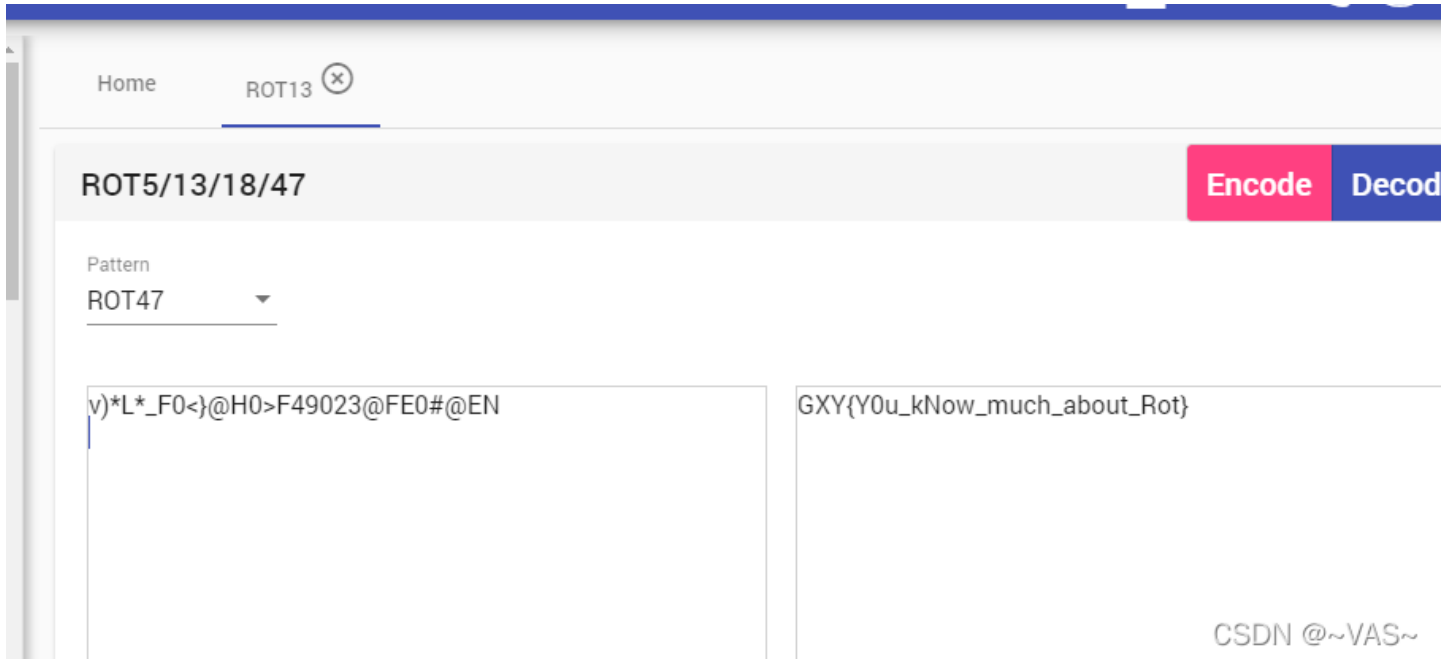 Home
ROT13
ROT5/13/18/47
Encode
Decod
Pattern
ROT47
v)*L*_F0<}@H0>F49023@FE0#@EN
GXY{Y0u_kNow_much_about_Rot}
CSDN @~VAS~